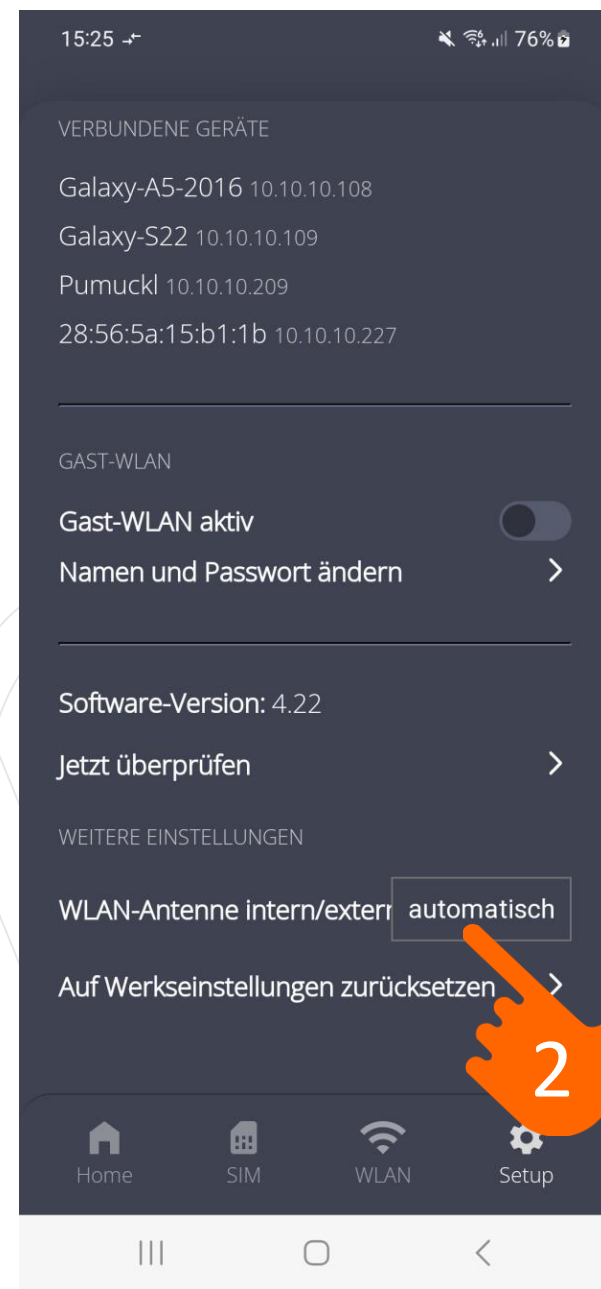 15:25 76%
VERBUNDENE GERÄTE
Galaxy-A5-2016 10.10.10.108
Galaxy-S22 10.10.10.109
Pumuckl 10.10.10.209
28:56:5a:15:b1:1b 10.10.10.227
GAST-WLAN
Gast-WLAN aktiv
Namen und Passwort ändern
Software-Version: 4.22
Jetzt überprüfen
WEITERE EINSTELLUNGEN
WLAN-Antenne intern/extern automatisch
Auf Werkseinstellungen zurücksetzen
2
Home SIM WLAN Setup